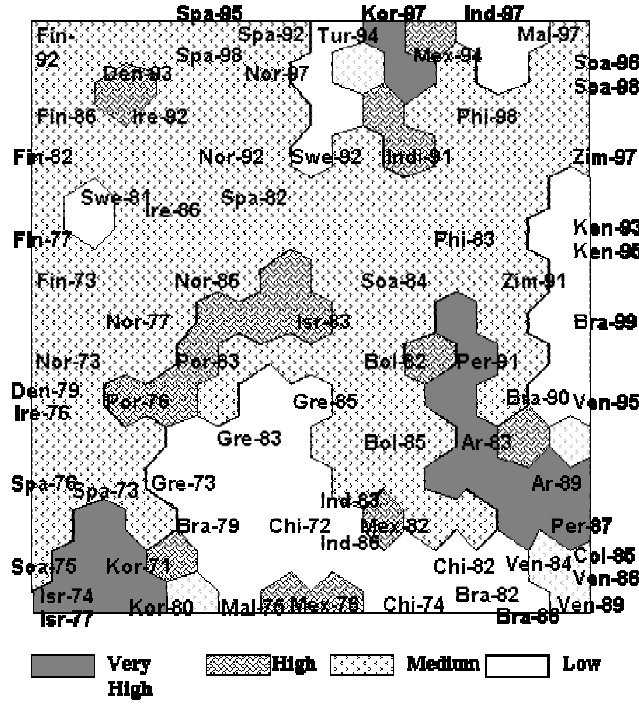 Spa-95 Kor-97 Ind-97
Fin-92 Spa-92 Tur-94 Mal-97
Spa-98 Mex-94
Den-93 Nor-97 Soa-96
Spa-98
Fin-86 Ire-92 Phi-98
Fin-82 Nor-92 Swe-92 Indi-91 Zim-97
Swe-81 Ire-86 Spa-82
Fin-77 Phi-83 Ken-93
Ken-95
Fin-73 Nor-86 Soa-84 Zim-91
Nor-77 Isr-83 Bra-99
Nor-73 Por-83 Bol-82 Per-91
Den-79
Ire-76 Por-76 Gre-85 Bra-90 Ven-95
Gre-83 Bol-85 Ar-83
Spa-76 Spa-73 Gre-73 Ar-89
Ind-83
Bra-79 Chi-72 Mex-82 Per-87
Ind-86
Soa-75 Kor-71 Chi-82 Ven-84 Col-85
Ven-86
Isr-74 Bra-82
Isr-77 Kor-80 Mal-75 Mex-76 Chi-74 Bra-86 Ven-89
Very High High Medium Low